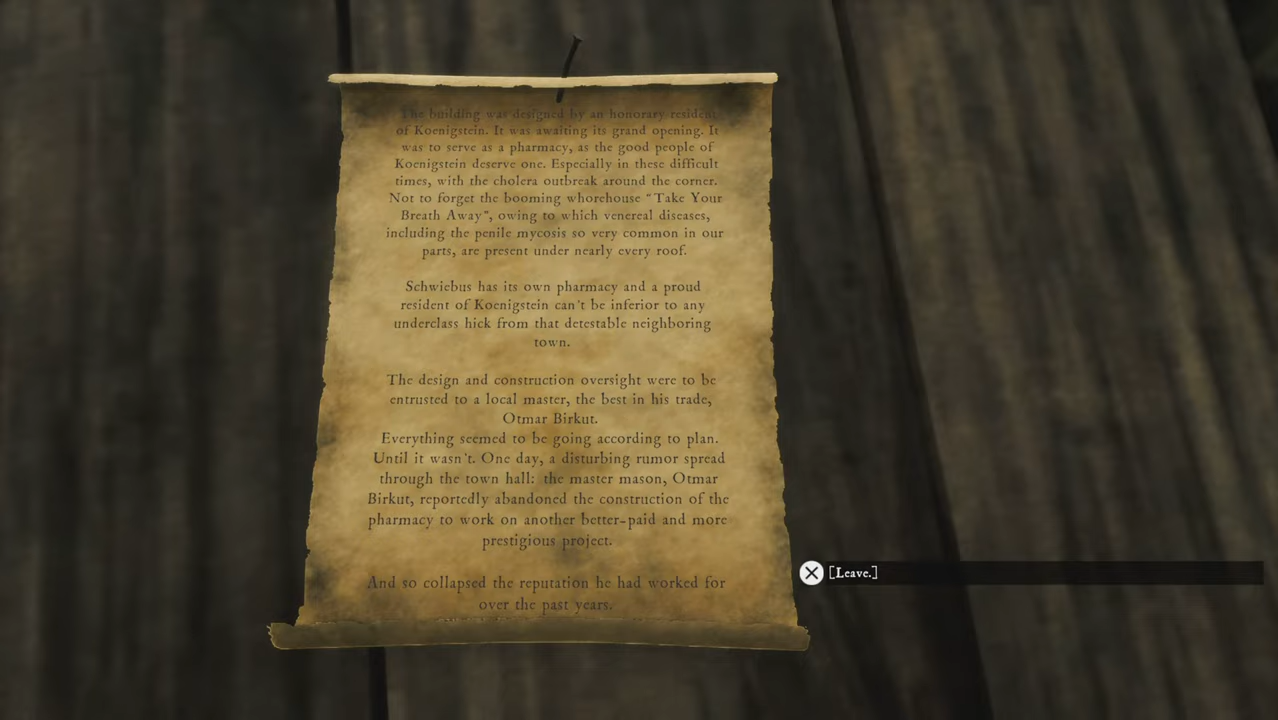 The building was designed by an honorary resident
of Koenigstein. It was awaiting its grand opening. It
was to serve as a pharmacy, as the good people of
Koenigstein deserve one. Especially in these difficult
times, with the cholera outbreak around the corner.
Not to forget the booming whorehouse "Take Your
Breath Away", owing to which venereal diseases,
including the penile mycosis so very common in our
parts, are present under nearly every roof.
Schwiebus has its own pharmacy and a proud
resident of Koenigstein can't be inferior to any
underclass hick from that detestable neighboring
town.
The design and construction oversight were to be
entrusted to a local master, the best in his trade,
Otmar Birkut.
Everything seemed to be going according to plan.
Until it wasn't. One day, a disturbing rumor spread
through the town hall: the master mason, Otmar
Birkut, reportedly abandoned the construction of the
pharmacy to work on another better-paid and more
prestigious project.
And so collapsed the reputation he had worked for
over the past years.
[Leave.]